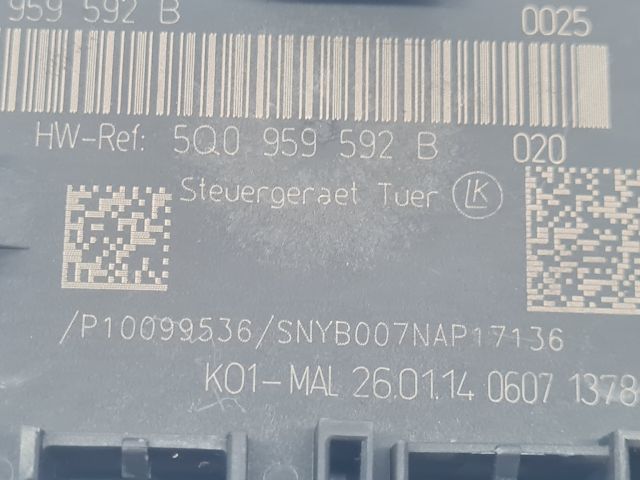 959 592 B 0025
HW-Ref: 5Q0 959 592 B 020
Steuergeraet Tuer LK
/P10099536/SNYB007NAP17136
K01-MAL 26.01.14 0607 1378